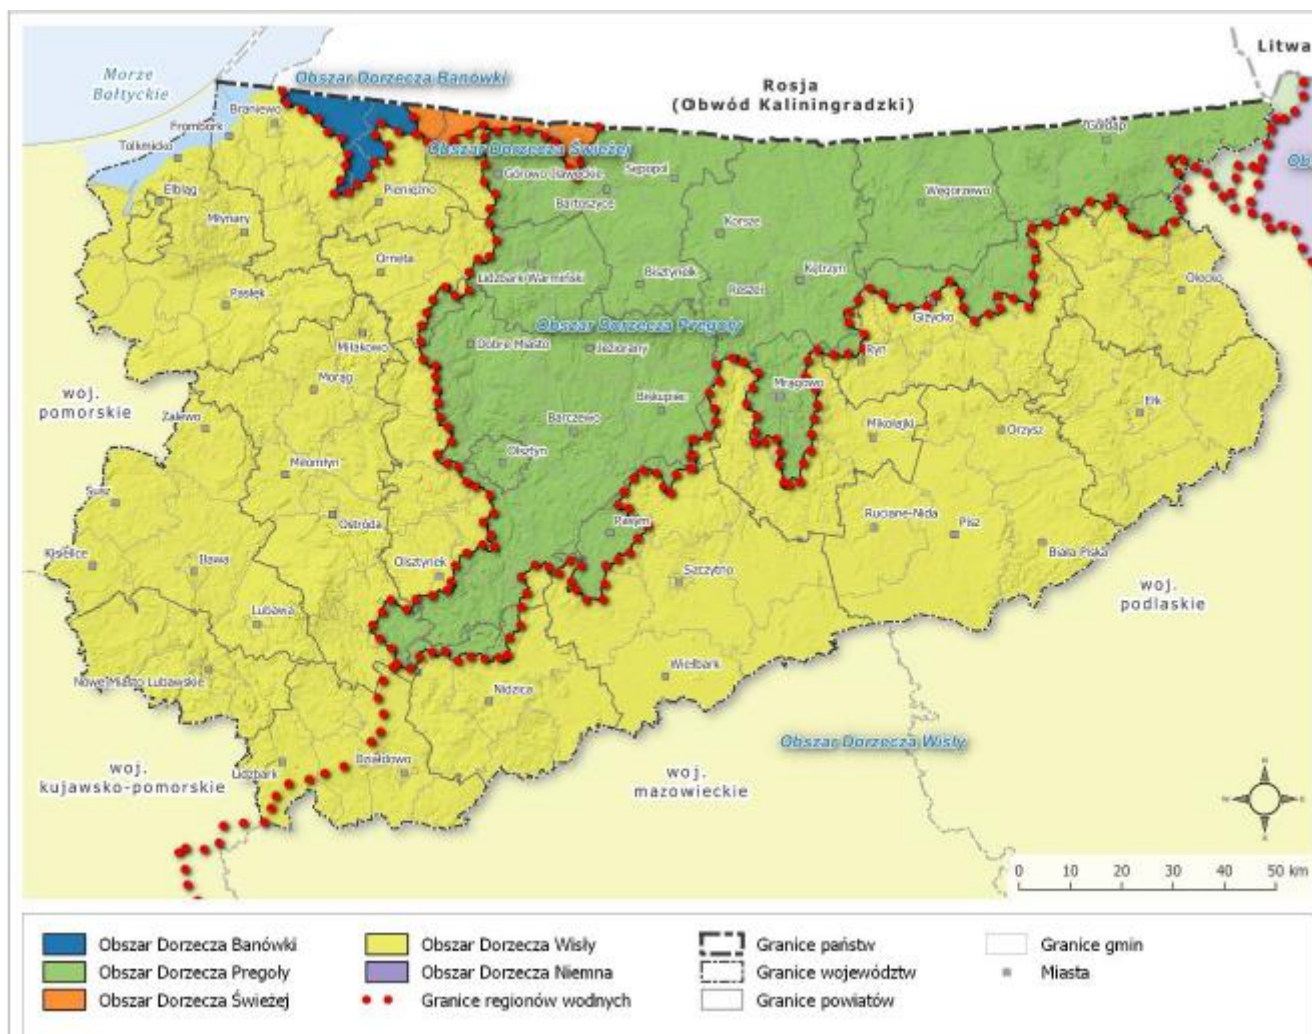 Litwa
Morze
Bałtyckie
Obszar Dorzecza Banówki
Rosja
(Obwód Kaliningradzki)
Braniewo
Frombork
Gołdap
Tolkmicko
Obszar Dorzecza Świeżej
Ob
Górowo Iławeckie
Sępopol
Elbląg
Pieniężno
Węgorzewo
Bartoszyce
Młynary
Korsze
Orneta
Lidzbark Warmiński
Bisztynek
Kętrzyn
Olecko
Pasłęk
Reszel
Giżycko
Obszar Dorzecza Pregoły
Miłakowo
Dobre Miasto
Jeziorany
Ryn
woj.
pomorskie
Morąg
Mrągowo
Biskupiec
Ełk
Zalewo
Barczewo
Mikołajki
Orzysz
Miłomłyn
Olsztyn
Susz
Ostróda
Ruciane-Nida
Pisz
Pasym
Kisielice
Iława
Olsztynek
Szczytno
Biała Piska
woj.
podlaskie
Lubawa
Nowe Miasto Lubawskie
Wielbark
Nidzica
Obszar Dorzecza Wisły
Działdowo
Lidzbark
woj.
kujawsko-pomorskie
woj.
mazowieckie
0 10 20 30 40 50 km
Obszar Dorzecza Banówki
Obszar Dorzecza Wisły
Granice państw
Granice gmin
Obszar Dorzecza Pregoły
Obszar Dorzecza Niemna
Granice województw
Miasta
Obszar Dorzecza Świeżej
Granice regionów wodnych
Granice powiatów